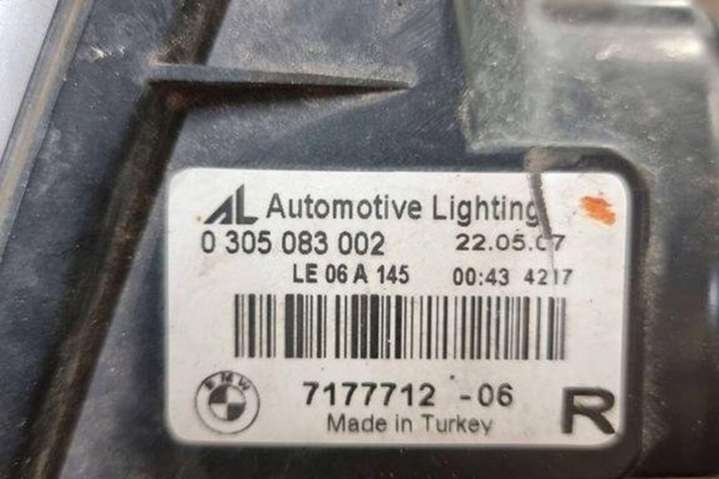 AL Automotive Lighting
0 305 083 002 22.05.07
LE 06 A 145 00:43 4217
BMW
7177712 -06 R
Made in Turkey